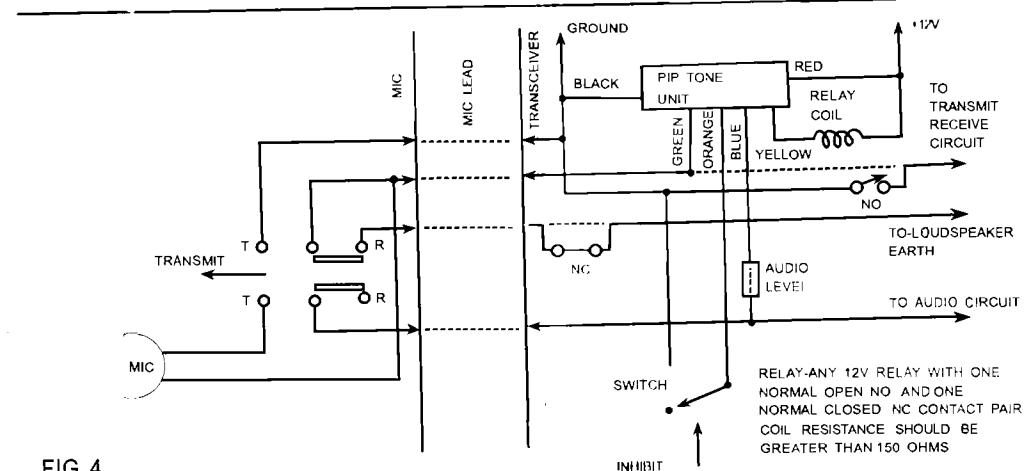 GROUND
+12V
MIC
MIC LEAD
TRANSCEIVER
BLACK
PIP TONE
UNIT
RED
RELAY
COIL
TO
TRANSMIT
RECEIVE
CIRCUIT
GREEN
ORANGE
BLUE
YELLOW
NO
T
R
TO-LOUDSPEAKER
EARTH
NC
TRANSMIT
T
R
AUDIO
LEVEL
TO AUDIO CIRCUIT
MIC
SWITCH
RELAY-ANY 12V RELAY WITH ONE
NORMAL OPEN NO AND ONE
NORMAL CLOSED NC CONTACT PAIR
COIL RESISTANCE SHOULD BE
GREATER THAN 150 OHMS
FIG 4
INHIBIT